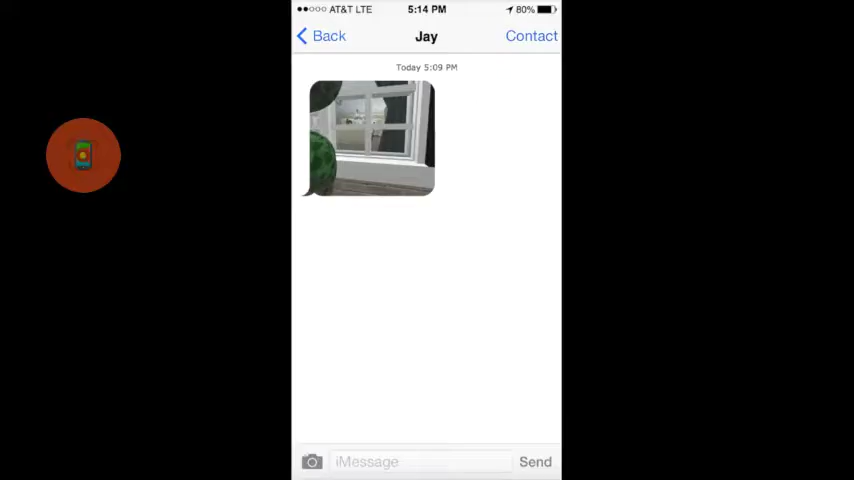 AT&T LTE 5:14 PM 80%
Back Jay Contact
Today 5:09 PM
iMessage Send